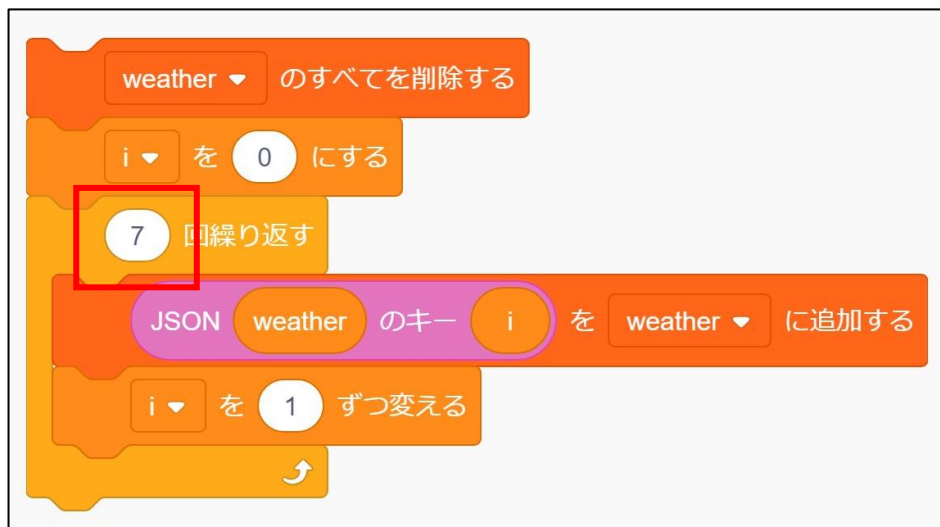 weather のすべてを削除する
i を 0 にする
7 回繰り返す
JSON weather のキー i を weather に追加する
i を 1 ずつ変える